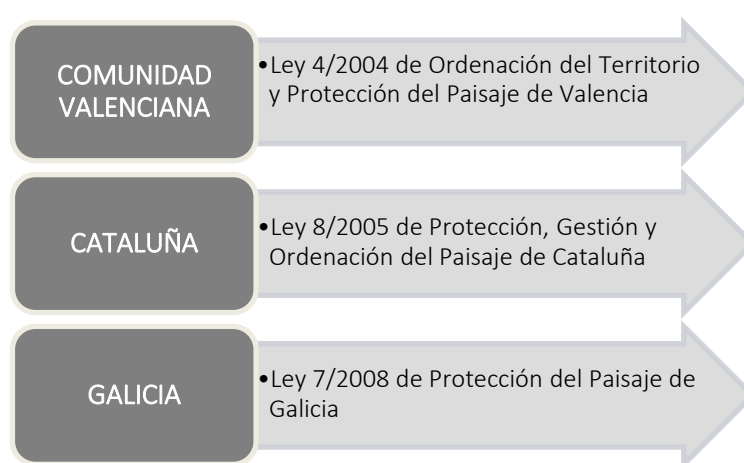 COMUNIDAD
VALENCIANA
•Ley 4/2004 de Ordenación del Territorio
y Protección del Paisaje de Valencia
CATALUÑA
•Ley 8/2005 de Protección, Gestión y
Ordenación del Paisaje de Cataluña
GALICIA
•Ley 7/2008 de Protección del Paisaje de
Galicia